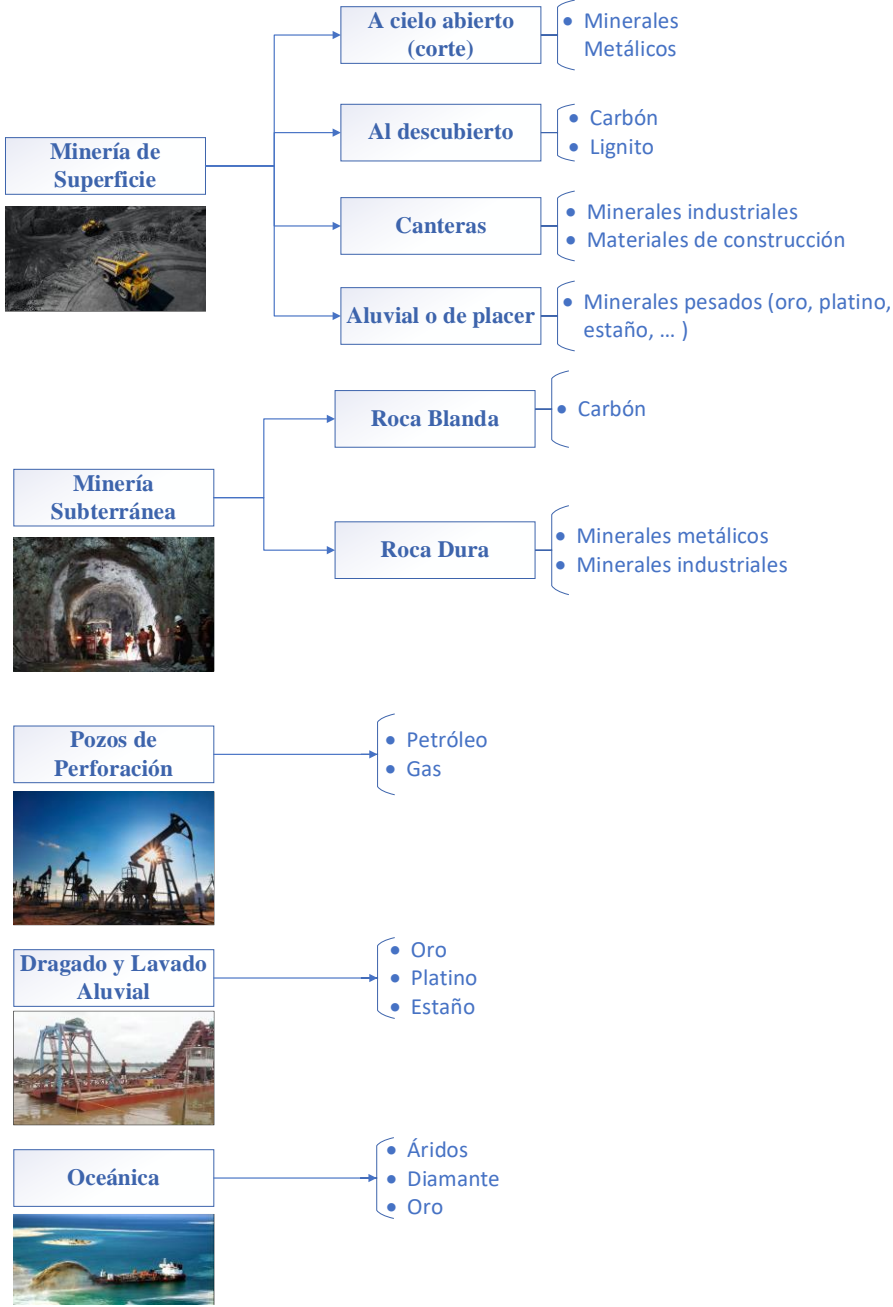 A cielo abierto
(corte)
• Minerales
Metálicos
Al descubierto
• Carbón
• Lignito
Minería de
Superficie
Canteras
• Minerales industriales
• Materiales de construcción
Aluvial o de placer
• Minerales pesados (oro, platino,
estaño, ... )
Roca Blanda
• Carbón
Minería
Subterránea
Roca Dura
• Minerales metálicos
• Minerales industriales
Pozos de
Perforación
• Petróleo
• Gas
Dragado y Lavado
Aluvial
• Oro
• Platino
• Estaño
Oceánica
• Áridos
• Diamante
• Oro